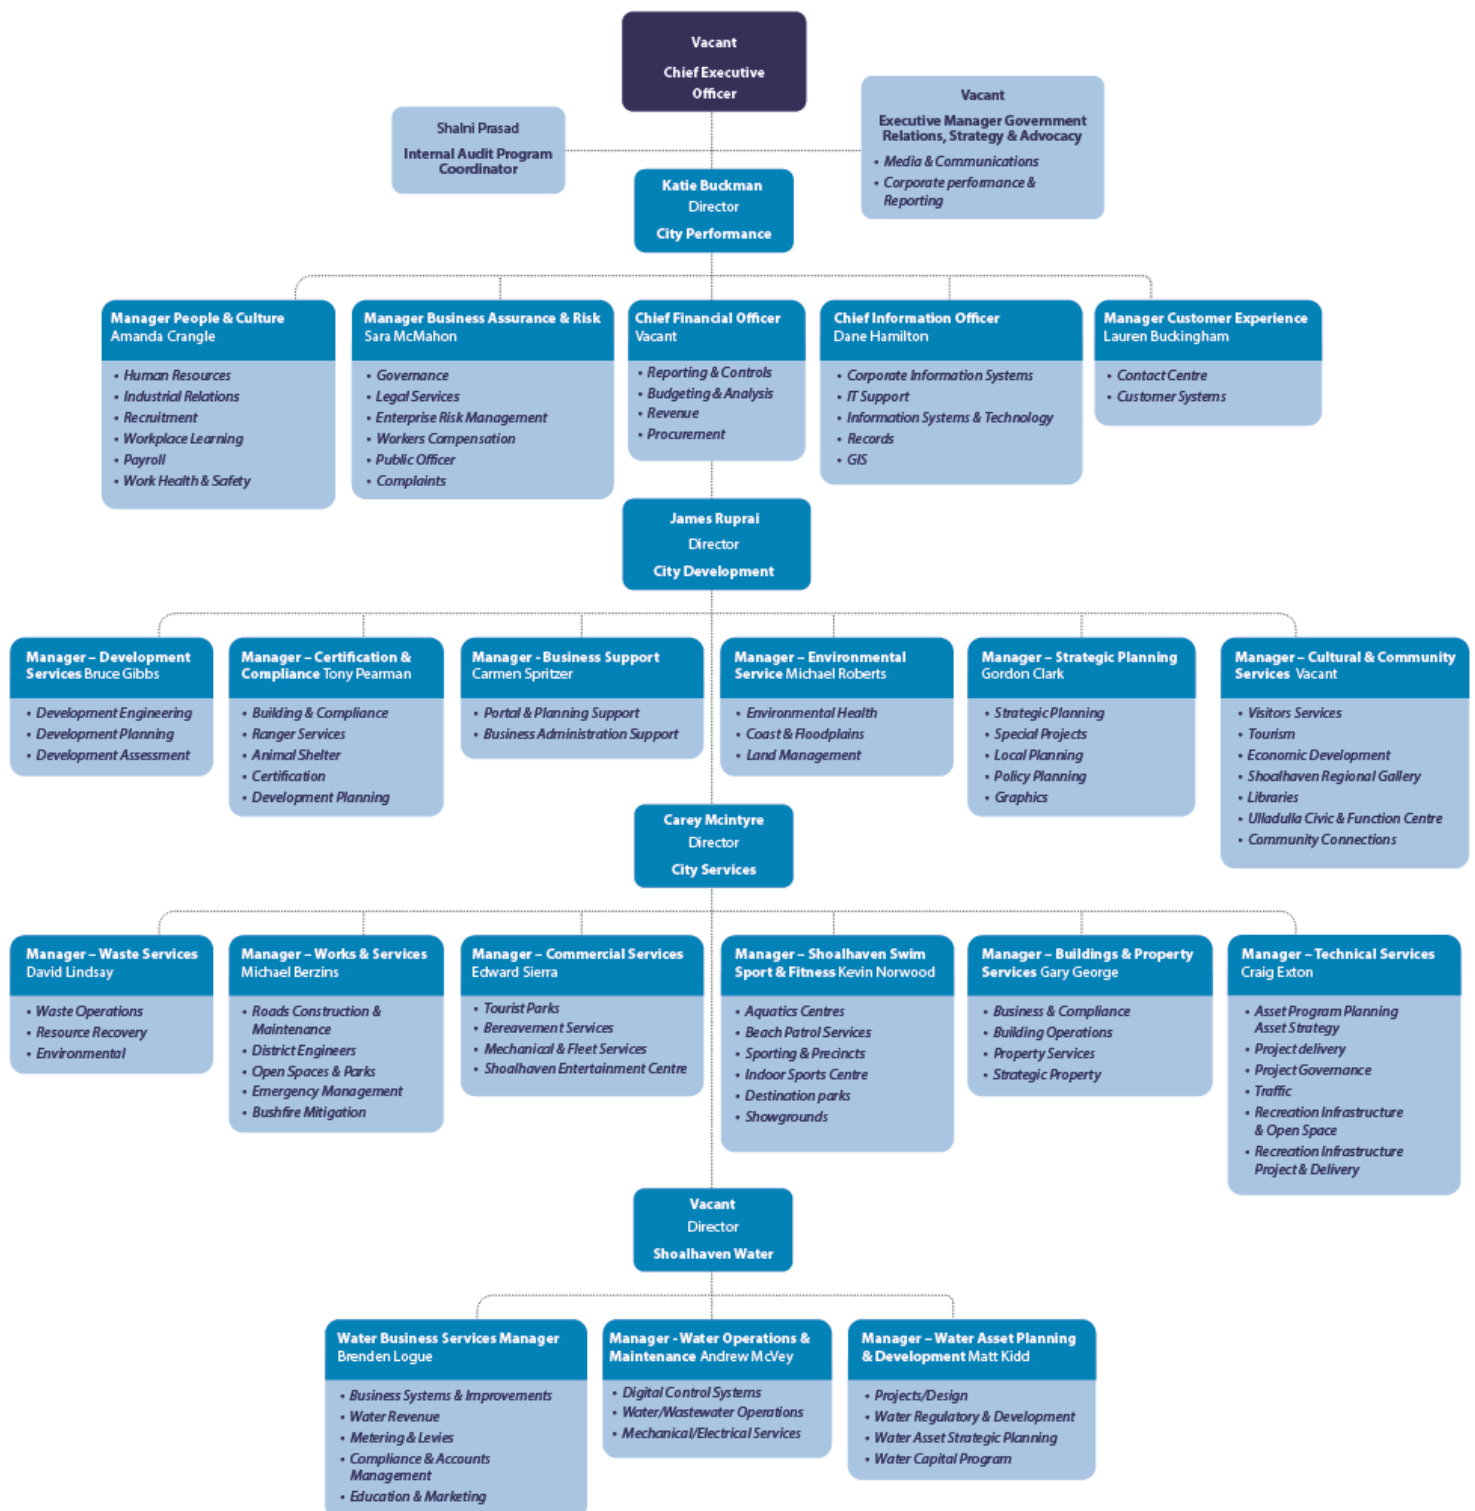 Vacant
Chief Executive
Officer
Shalni Prasad
Internal Audit Program
Coordinator
Vacant
Executive Manager Government
Relations, Strategy & Advocacy
• Media & Communications
• Corporate performance &
Reporting
Katie Buckman
Director
City Performance
Manager People & Culture
Amanda Crangle
• Human Resources
• Industrial Relations
• Recruitment
• Workplace Learning
• Payroll
• Work Health & Safety
Manager Business Assurance & Risk
Sara McMahon
• Governance
• Legal Services
• Enterprise Risk Management
• Workers Compensation
• Public Officer
• Complaints
Chief Financial Officer
Vacant
• Reporting & Controls
• Budgeting & Analysis
• Revenue
• Procurement
Chief Information Officer
Dane Hamilton
• Corporate Information Systems
• IT Support
• Information Systems & Technology
• Records
• GIS
Manager Customer Experience
Lauren Buckingham
• Contact Centre
• Customer Systems
James Ruprai
Director
City Development
Manager – Development
Services Bruce Gibbs
• Development Engineering
• Development Planning
• Development Assessment
Manager – Certification &
Compliance Tony Pearman
• Building & Compliance
• Ranger Services
• Animal Shelter
• Certification
• Development Planning
Manager - Business Support
Carmen Spritzer
• Portal & Planning Support
• Business Administration Support
Manager – Environmental
Service Michael Roberts
• Environmental Health
• Coast & Floodplains
• Land Management
Manager – Strategic Planning
Gordon Clark
• Strategic Planning
• Special Projects
• Local Planning
• Policy Planning
• Graphics
Manager – Cultural & Community
Services Vacant
• Visitors Services
• Tourism
• Economic Development
• Shoalhaven Regional Gallery
• Libraries
• Ulladulla Civic & Function Centre
• Community Connections
Carey Mcintyre
Director
City Services
Manager – Waste Services
David Lindsay
• Waste Operations
• Resource Recovery
• Environmental
Manager – Works & Services
Michael Berzins
• Roads Construction &
Maintenance
• District Engineers
• Open Spaces & Parks
• Emergency Management
• Bushfire Mitigation
Manager – Commercial Services
Edward Sierra
• Tourist Parks
• Bereavement Services
• Mechanical & Fleet Services
• Shoalhaven Entertainment Centre
Manager – Shoalhaven Swim
Sport & Fitness Kevin Norwood
• Aquatics Centres
• Beach Patrol Services
• Sporting & Precincts
• Indoor Sports Centre
• Destination parks
• Showgrounds
Manager – Buildings & Property
Services Gary George
• Business & Compliance
• Building Operations
• Property Services
• Strategic Property
Manager – Technical Services
Craig Exton
• Asset Program Planning
Asset Strategy
• Project delivery
• Project Governance
• Traffic
• Recreation Infrastructure
& Open Space
• Recreation Infrastructure
Project & Delivery
Vacant
Director
Shoalhaven Water
Water Business Services Manager
Brenden Logue
• Business Systems & Improvements
• Water Revenue
• Metering & Levies
• Compliance & Accounts
Management
• Education & Marketing
Manager - Water Operations &
Maintenance Andrew McVey
• Digital Control Systems
• Water/Wastewater Operations
• Mechanical/Electrical Services
Manager – Water Asset Planning
& Development Matt Kidd
• Projects/Design
• Water Regulatory & Development
• Water Asset Strategic Planning
• Water Capital Program